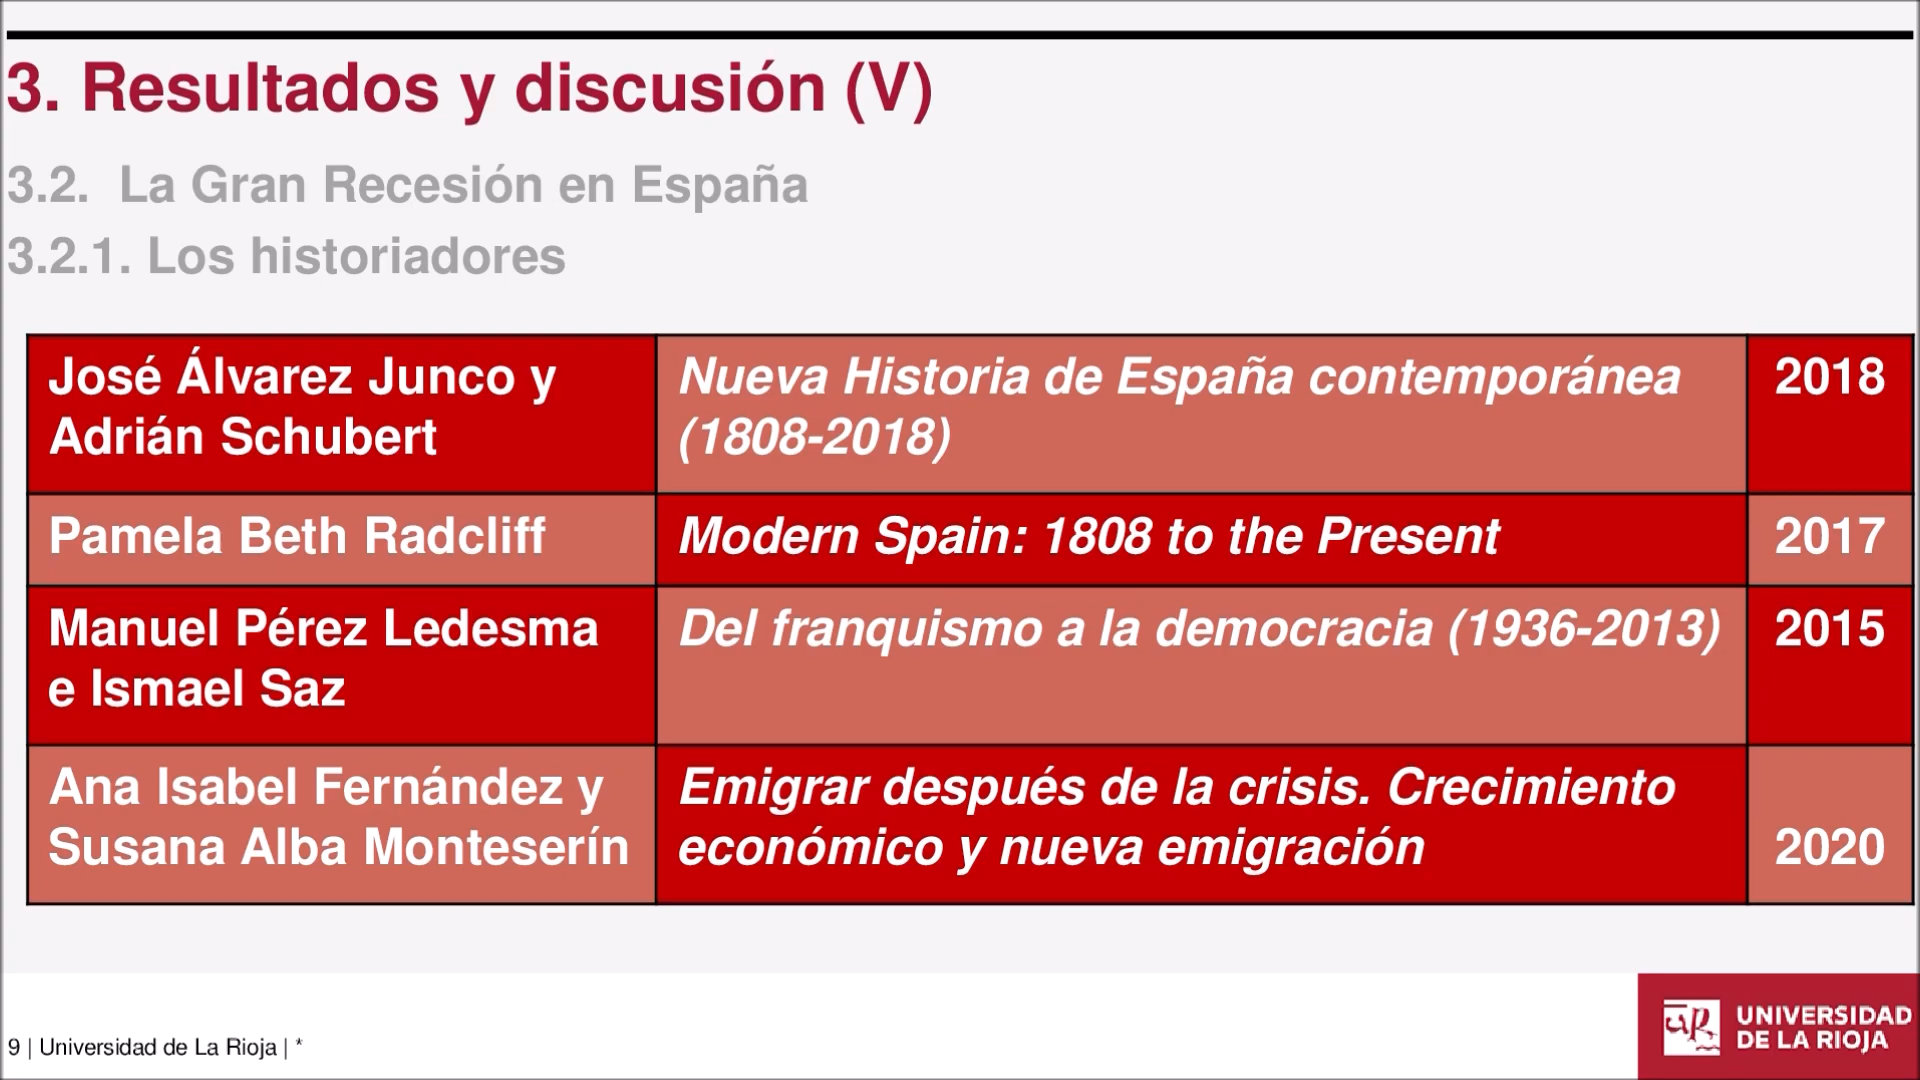 3. Resultados y discusión (V)
3.2. La Gran Recesión en España
3.2.1. Los historiadores
José Álvarez Junco y
Adrián Schubert
Nueva Historia de España contemporánea
(1808-2018)
2018
Pamela Beth Radcliff
Modern Spain: 1808 to the Present
2017
Manuel Pérez Ledesma
e Ismael Saz
Del franquismo a la democracia (1936-2013)
2015
Ana Isabel Fernández y
Susana Alba Monteserín
Emigrar después de la crisis. Crecimiento
económico y nueva emigración
2020
9 | Universidad de La Rioja | *
UR
UNIVERSIDAD
DE LA RIOJA